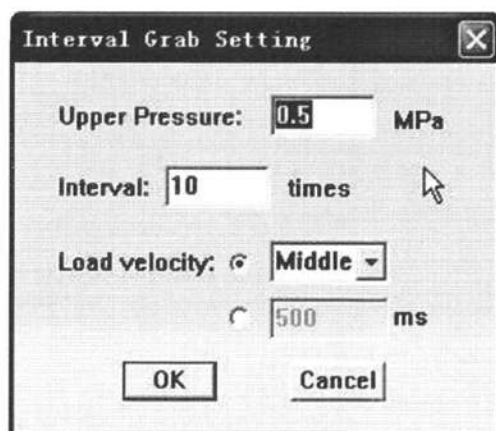 Interval Grab Setting
Upper Pressure: 0.5 MPa
Interval: 10 times
Load velocity: Middle
500 ms
OK Cancel